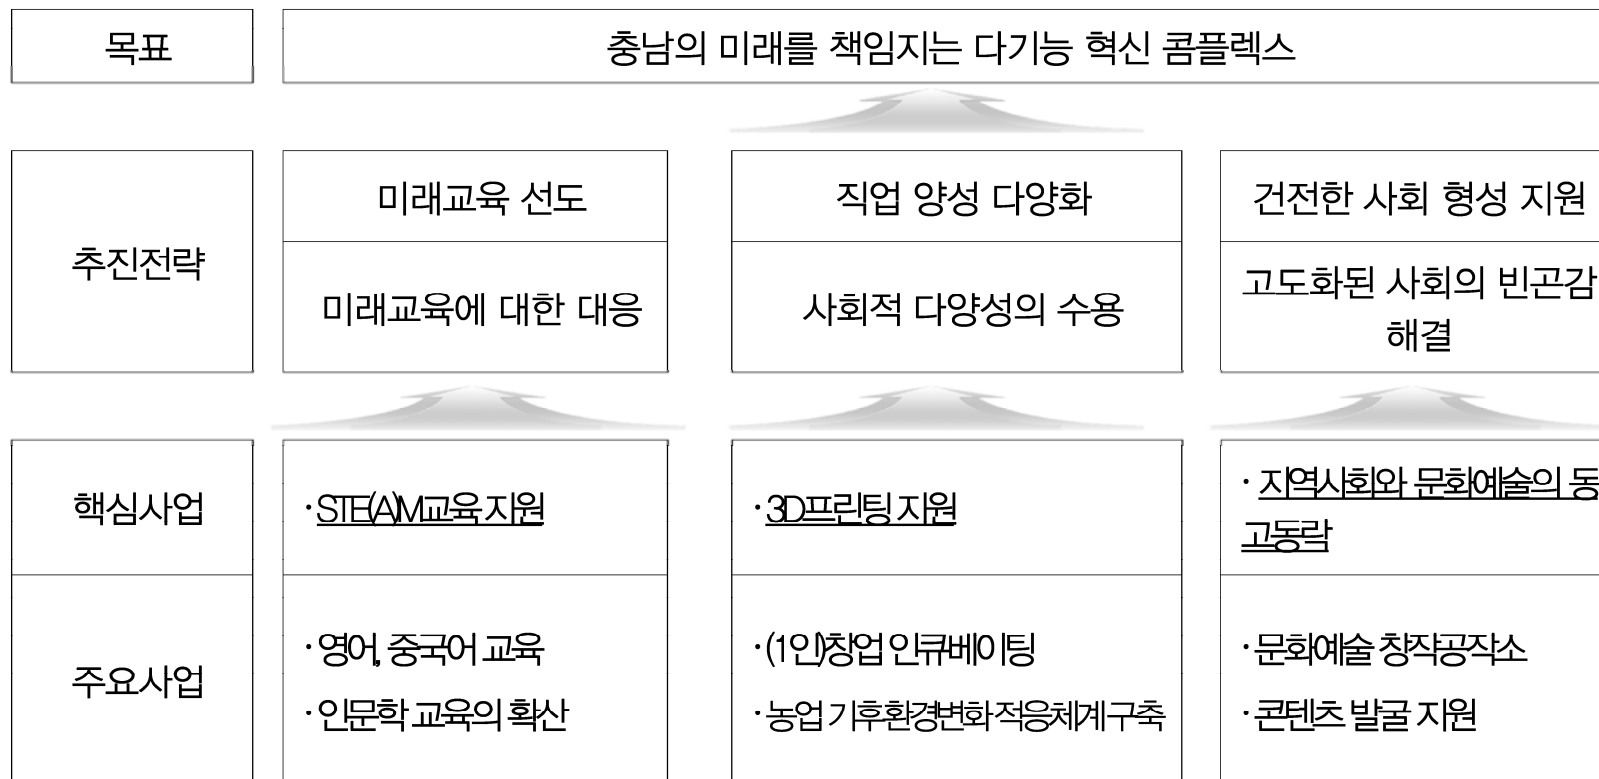 목표
충남의 미래를 책임지는 다기능 혁신 콤플렉스
추진전략
미래교육 선도
직업 양성 다양화
건전한 사회 형성 지원
미래교육에 대한 대응
사회적 다양성의 수용
고도화된 사회의 빈곤감
해결
핵심사업
· STE(A)M교육 지원
· 3D프린팅 지원
· 지역사회와 문화예술의 동
고동락
주요사업
· 영어, 중국어 교육
· 인문학 교육의 확산
· (1인)창업 인큐베이팅
· 농업 기후환경변화 적응체계 구축
· 문화예술 창작공작소
· 콘텐츠 발굴 지원